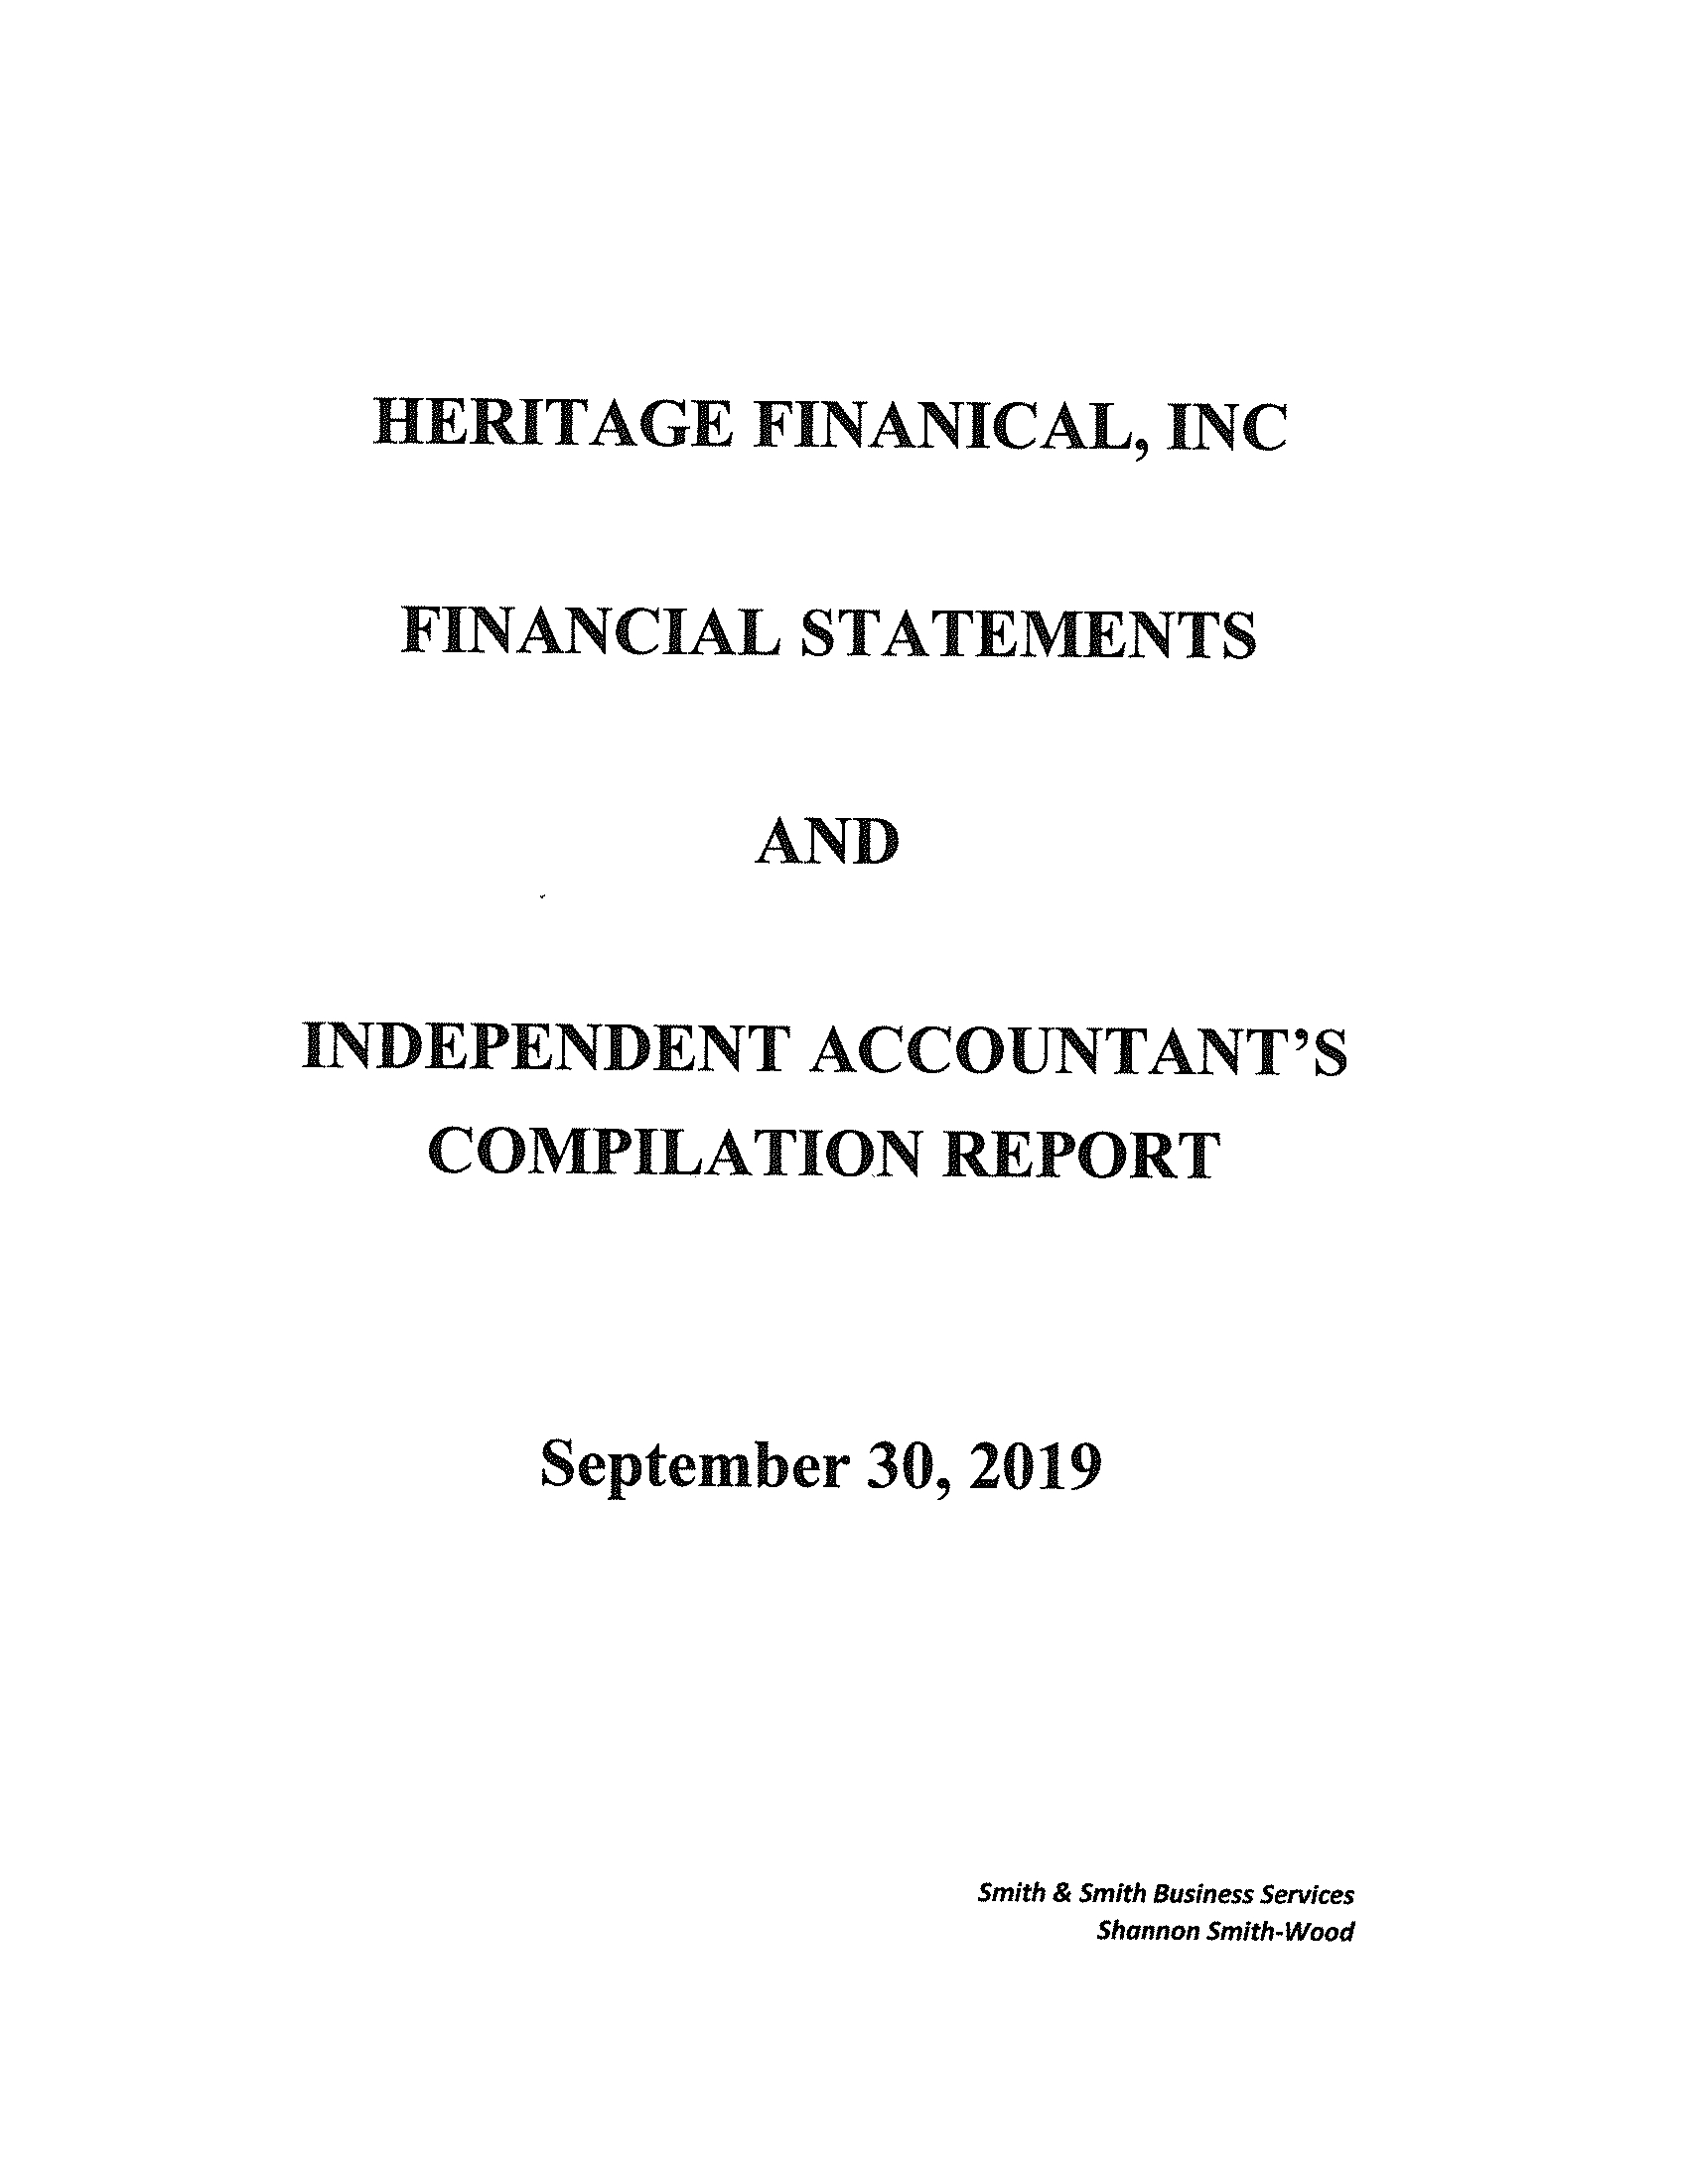 HERITAGE FINANICAL, INC
FINANCIAL STATEMENTS
AND
INDEPENDENT ACCOUNTANT’S
COMPILATION REPORT
September 30, 2019
Smith & Smith Business Services
Shannon Smith-Wood